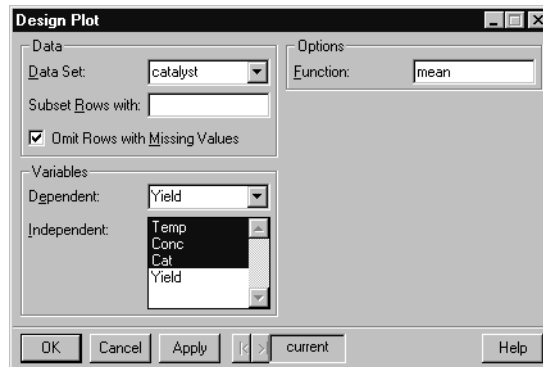 Design Plot
Data
Data Set: catalyst
Subset Rows with:
Omit Rows with Missing Values
Variables
Dependent: Yield
Independent: Temp
Conc
Cat
Yield
Options
Function: mean
OK Cancel Apply current Help